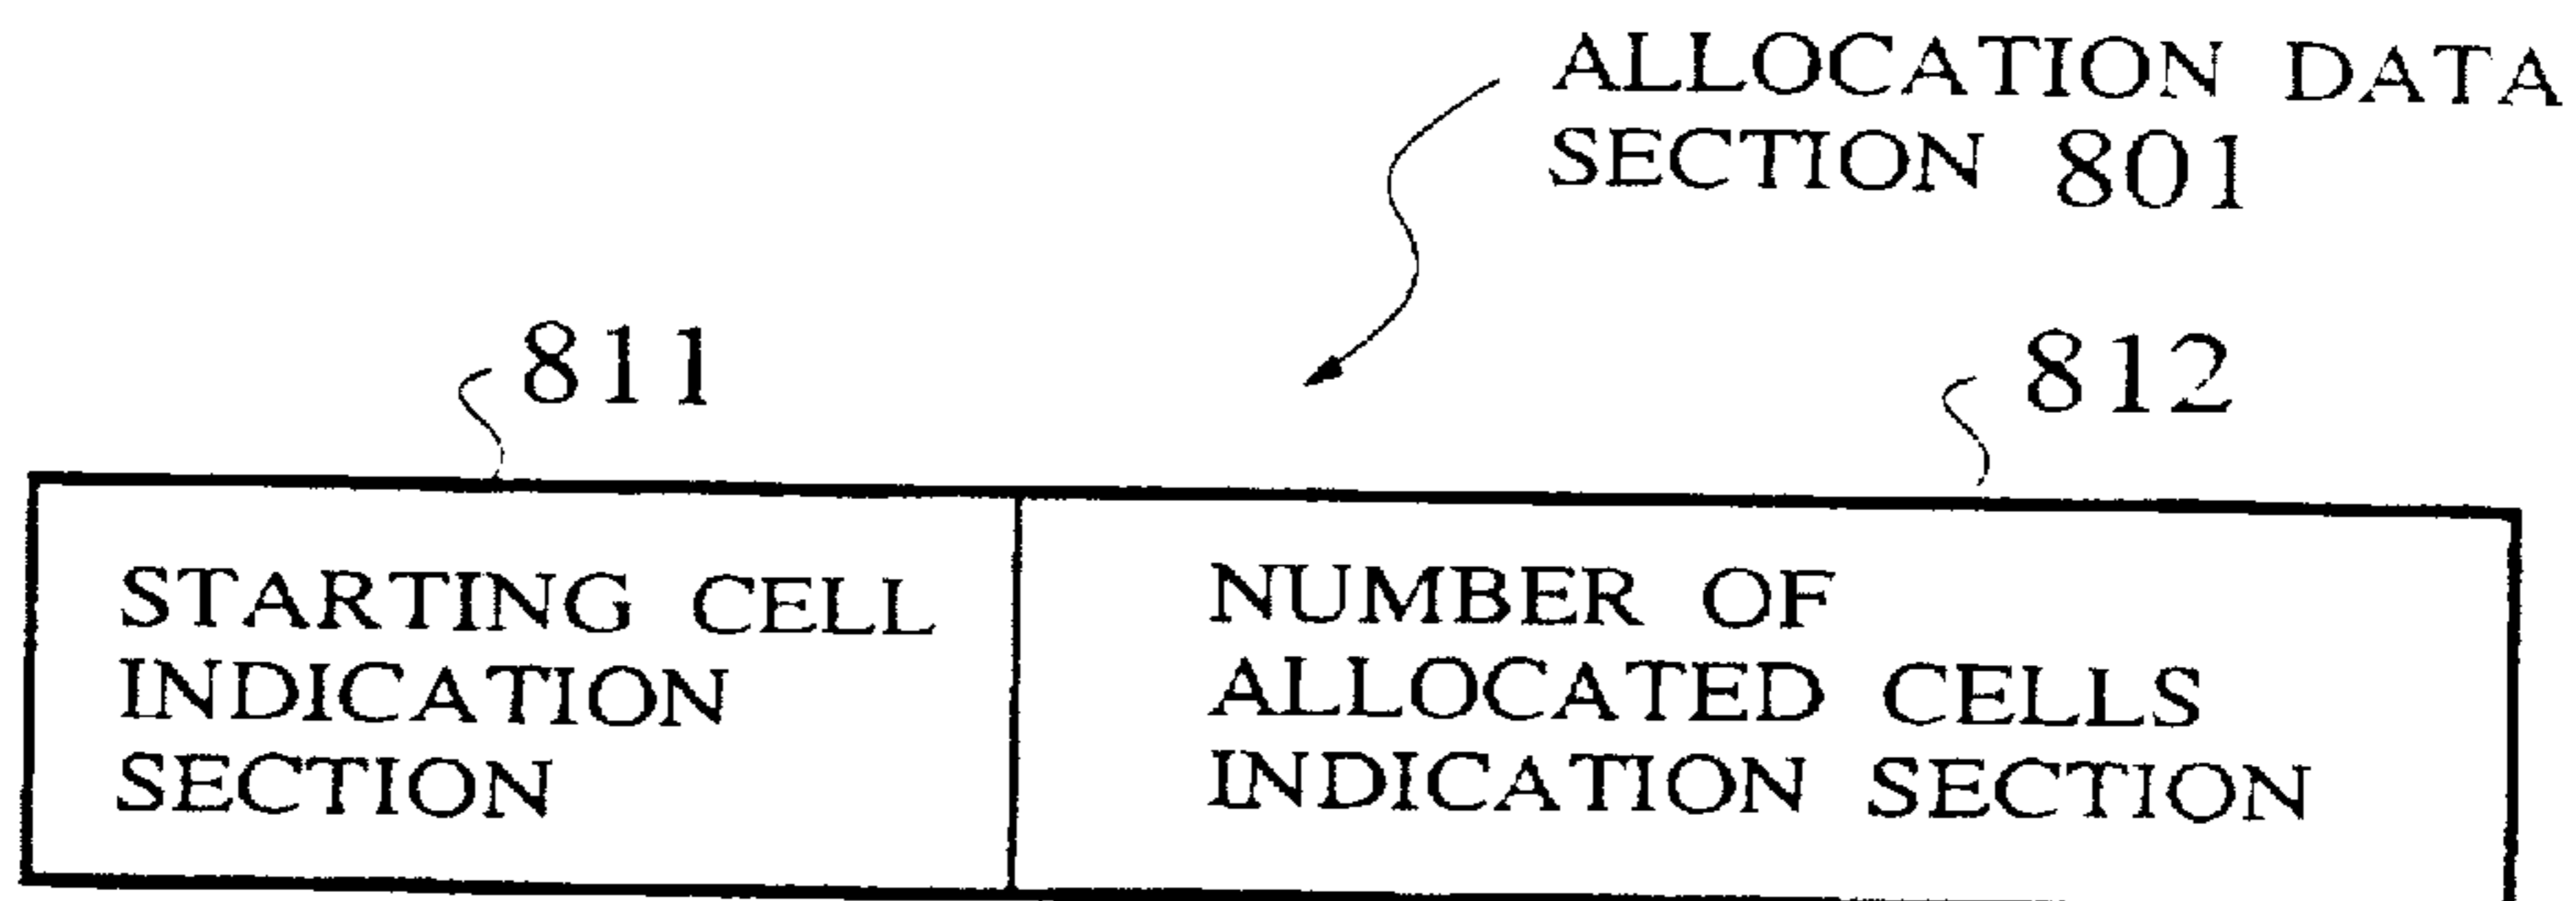 ALLOCATION DATA
SECTION 801
811
812
STARTING CELL
INDICATION
SECTION
NUMBER OF
ALLOCATED CELLS
INDICATION SECTION